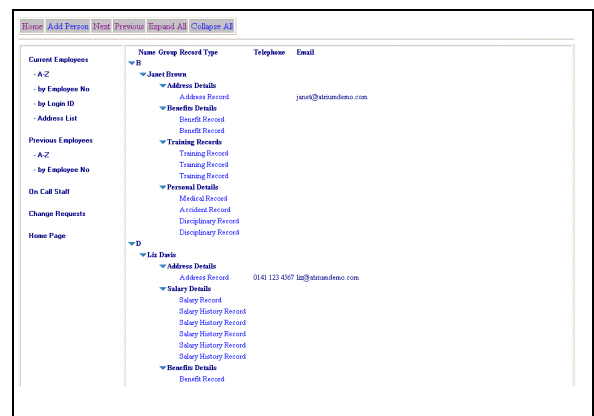 Home Add Person Next Previous Expand All Collapse All
Current Employees
- A-Z
- by Employee No
- by Login ID
- Address List
Previous Employees
- A-Z
- by Employee No
On Call Staff
Change Requests
Home Page
Name Group Record Type Telephone Email
B
Janet Brown
Address Details
Address Record janet@atriumdemo.com
Benefits Details
Benefit Record
Benefit Record
Training Records
Training Record
Training Record
Training Record
Personal Details
Medical Record
Accident Record
Disciplinary Record
Disciplinary Record
D
Liz Davis
Address Details
Address Record 0141 123 4567 liz@atriumdemo.com
Salary Details
Salary Record
Salary History Record
Salary History Record
Salary History Record
Salary History Record
Salary History Record
Benefits Details
Benefit Record